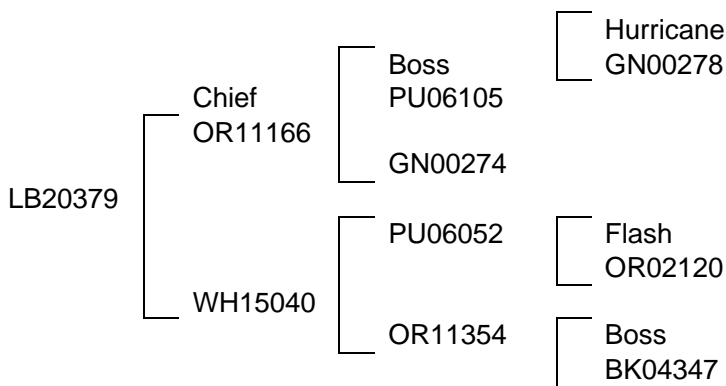 Hurricane
GN00278
Boss
PU06105
Chief
OR11166
GN00274
LB20379
PU06052
Flash
OR02120
WH15040
OR11354
Boss
BK04347